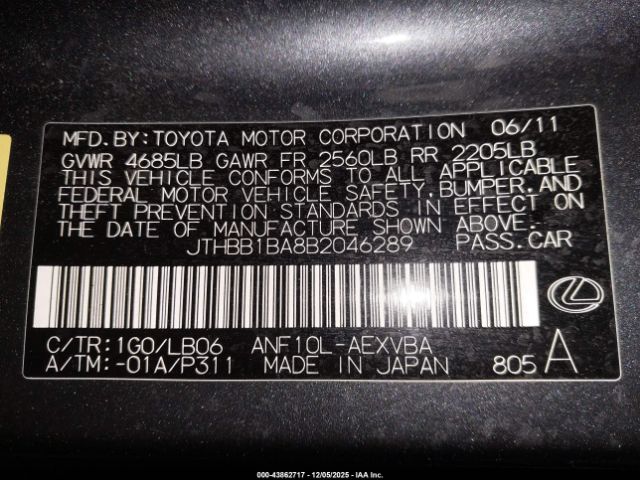 MFD.BY:TOYOTA MOTOR CORPORATION 06/11
GVWR 4685LB GAWR FR 2560LB RR 2205LB
THIS VEHICLE CONFORMS TO ALL APPLICABLE
FEDERAL MOTOR VEHICLE SAFETY,BUMPER,AND
THEFT PREVENTION STANDARDS IN EFFECT ON
THE DATE OF MANUFACTURE SHOWN ABOVE.
JTHBB1BA8B2046289 PASS.CAR
C/TR:1G0/LB06 ANF10L-AEXVBA
A/TM:-01A/P311 MADE IN JAPAN 805 A
000-43862717 - 12/05/2025 - IAA Inc.